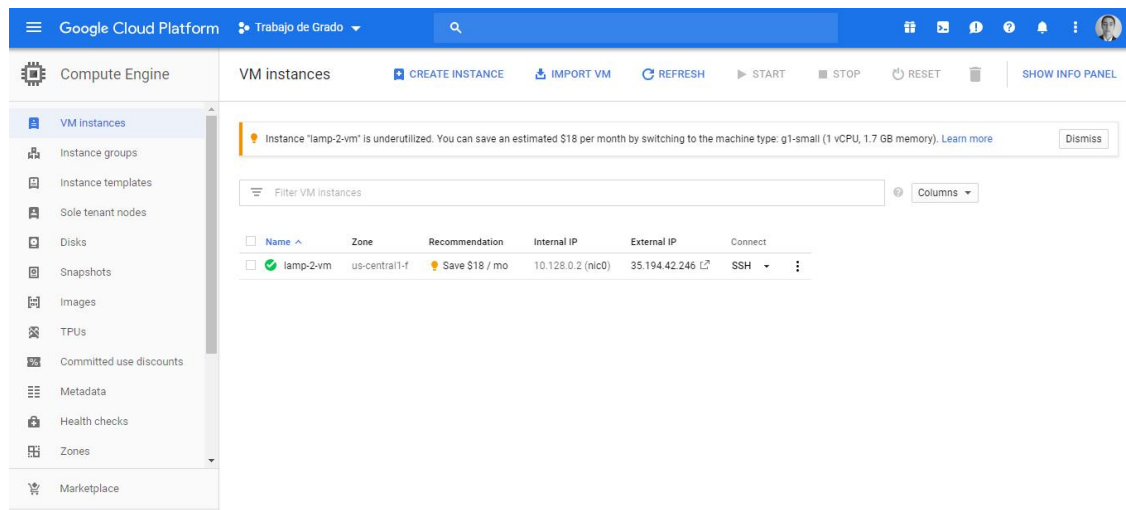 Google Cloud Platform Trabajo de Grado
Compute Engine
VM instances CREATE INSTANCE IMPORT VM REFRESH START STOP RESET SHOW INFO PANEL
VM instances
Instance groups
Instance templates
Sole tenant nodes
Disks
Snapshots
Images
TPUs
Committed use discounts
Metadata
Health checks
Zones
Marketplace
Instance "lamp-2-vm" is underutilized. You can save an estimated $18 per month by switching to the machine type: g1-small (1 vCPU, 1.7 GB memory). Learn more Dismiss
Filter VM instances Columns
Name Zone Recommendation Internal IP External IP Connect
lamp-2-vm us-central1-f Save $18 / mo 10.128.0.2 (nic0) 35.194.42.246 SSH